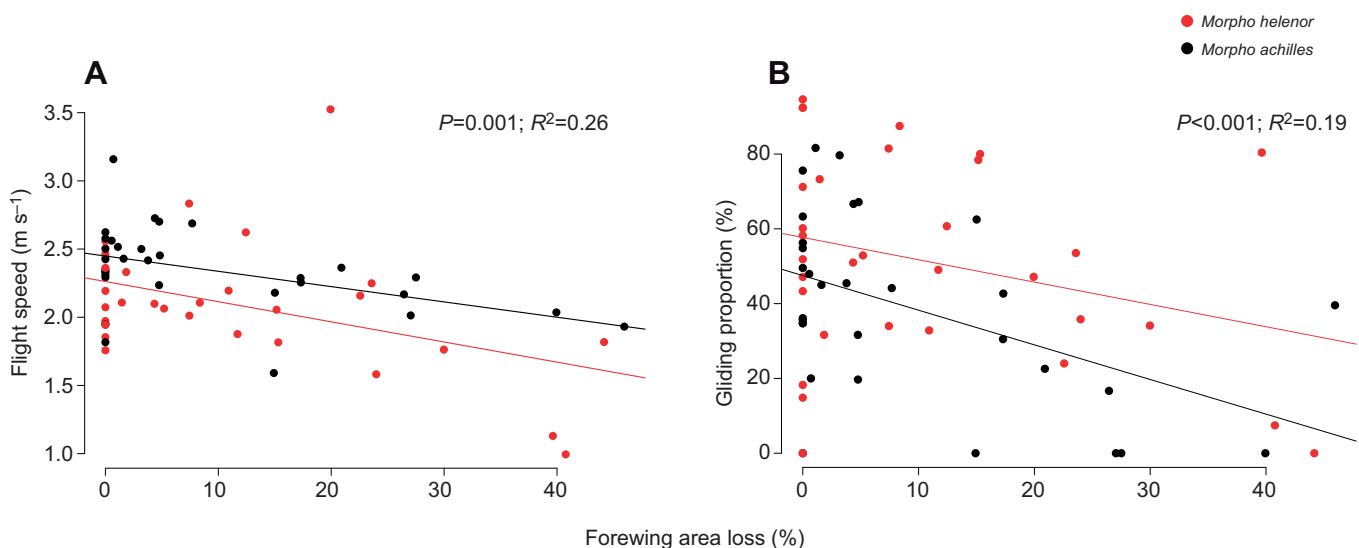 Morpho helenor
Morpho achilles
A
P=0.001; R²=0.26
Flight speed (m s⁻¹)
3.5
3.0
2.5
2.0
1.5
1.0
0 10 20 30 40
B
P<0.001; R²=0.19
Gliding proportion (%)
80
60
40
20
0
0 10 20 30 40
Forewing area loss (%)